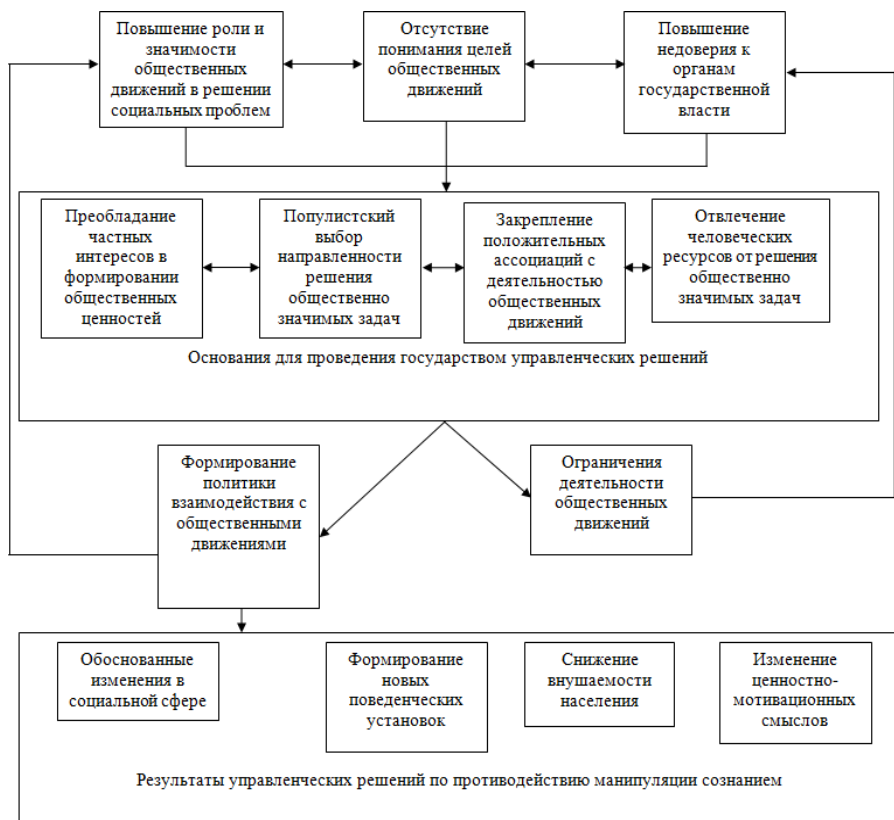 Повышение роли и
значимости
общественных
движений в решении
социальных проблем
Отсутствие
понимания целей
общественных
движений
Повышение
недоверия к
органам
государственной
власти
Преобладание
частных
интересов в
формировании
общественных
ценностей
Популистский
выбор
направленности
решения
общественно
значимых задач
Закрепление
положительных
ассоциаций с
деятельностью
общественных
движений
Отвлечение
человеческих
ресурсов от решения
общественно
значимых задач
Основания для проведения государством управленческих решений
Формирование
политики
взаимодействия с
общественными
движениями
Ограничения
деятельности
общественных
движений
Обоснованные
изменения в
социальной сфере
Формирование
новых
поведенческих
установок
Снижение
внушаемости
населения
Изменение
ценностно-
мотивационных
смыслов
Результаты управленческих решений по противодействию манипуляции сознанием